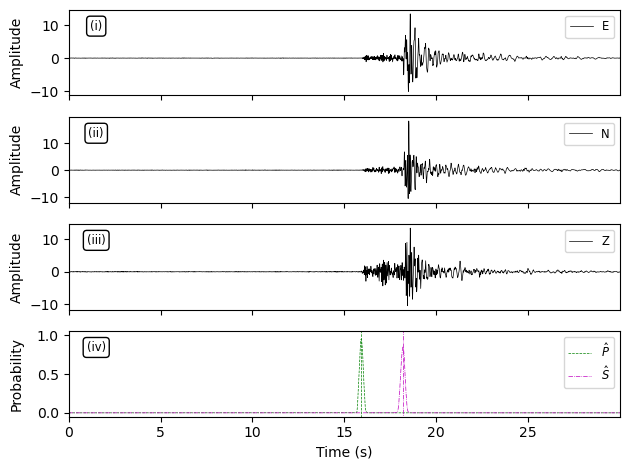 (i)
E
Amplitude
10
0
−10
(ii)
N
Amplitude
10
0
−10
(iii)
Z
Amplitude
10
0
−10
(iv)
P̂
Ŝ
Probability
1.0
0.5
0.0
0 5 10 15 20 25
Time (s)